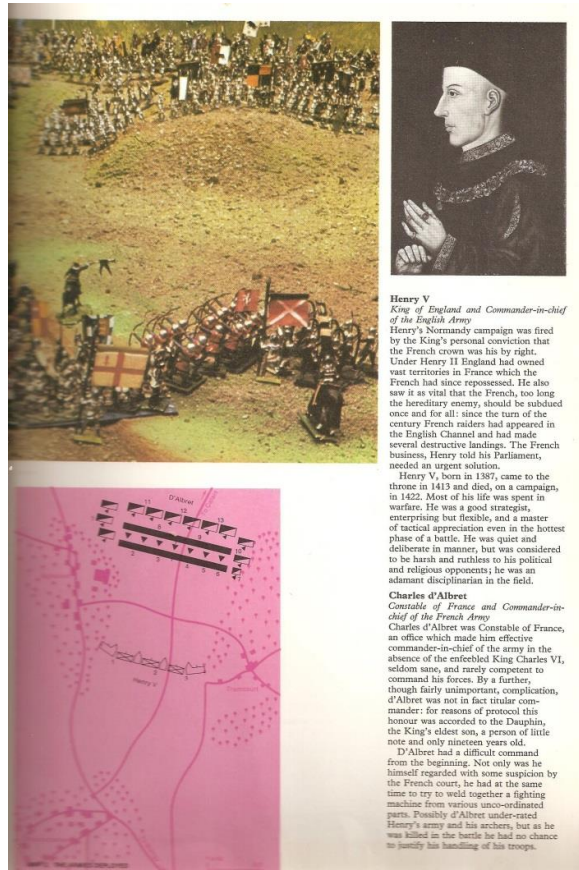 Henry V
King of England and Commander-in-chief
of the English Army
Henry's Normandy campaign was fired
by the King's personal conviction that
the French crown was his by right.
Under Henry II England had owned
vast territories in France which the
French had since repossessed. He also
saw it as vital that the French, too long
the hereditary enemy, should be subdued
once and for all: since the turn of the
century French raiders had appeared in
the English Channel and had made
several destructive landings. The French
business, Henry told his Parliament,
needed an urgent solution.
Henry V, born in 1387, came to the
throne in 1413 and died, on a campaign,
in 1422. Most of his life was spent in
warfare. He was a good strategist,
enterprising but flexible, and a master
of tactical appreciation even in the hottest
phase of a battle. He was quiet and
deliberate in manner, but was considered
to be harsh and ruthless to his political
and religious opponents; he was an
adamant disciplinarian in the field.
Charles d'Albret
Constable of France and Commander-in-
chief of the French Army
Charles d'Albret was Constable of France,
an office which made him effective
commander-in-chief of the army in the
absence of the enfeebled King Charles VI,
seldom sane, and rarely competent to
command his forces. By a further,
though fairly unimportant, complication,
d'Albret was not in fact titular com-
mander: for reasons of protocol this
honour was accorded to the Dauphin,
the King's eldest son, a person of little
note and only nineteen years old.
D'Albret had a difficult command
from the beginning. Not only was he
himself regarded with some suspicion by
the French court, he had at the same
time to try to weld together a fighting
machine from various unco-ordinated
parts. Possibly d'Albret under-rated
Henry's army and his archers, but as he
was killed in the battle he had no chance
to justify his handling of his troops.
D'Albret
11
12
13
Henry V